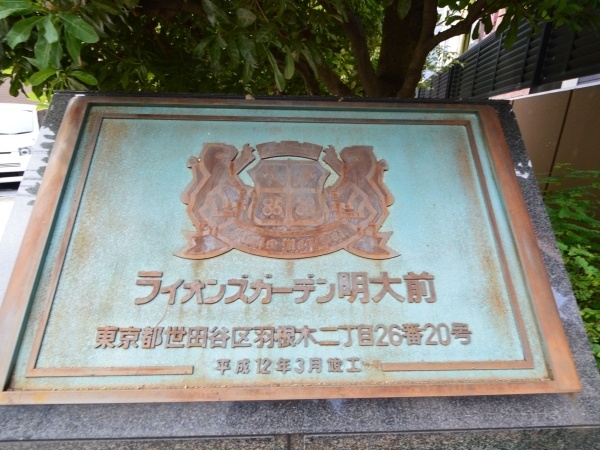 ライオンズガーデン明大前
東京都世田谷区羽根木二丁目26番20号
平成12年3月竣工